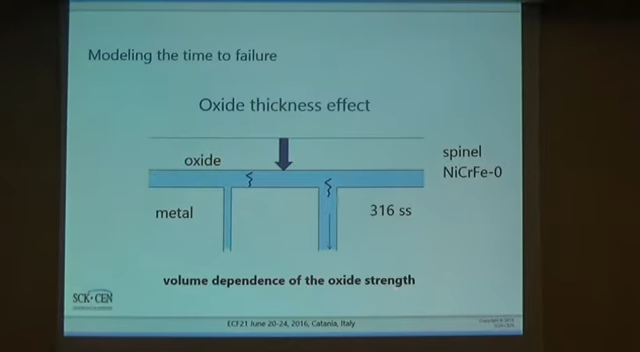 Modeling the time to failure
Oxide thickness effect
oxide
spinel
NiCrFe-O
metal
316 ss
volume dependence of the oxide strength
SCK•CEN
ECF21 June 20-24, 2016, Catania, Italy